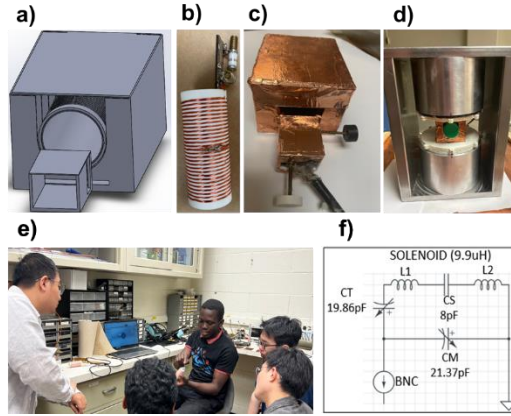 a)
b)
c)
d)
e)
f)
SOLENOID (9.9uH)
L1
L2
CT
19.86pF
CS
8pF
CM
21.37pF
BNC